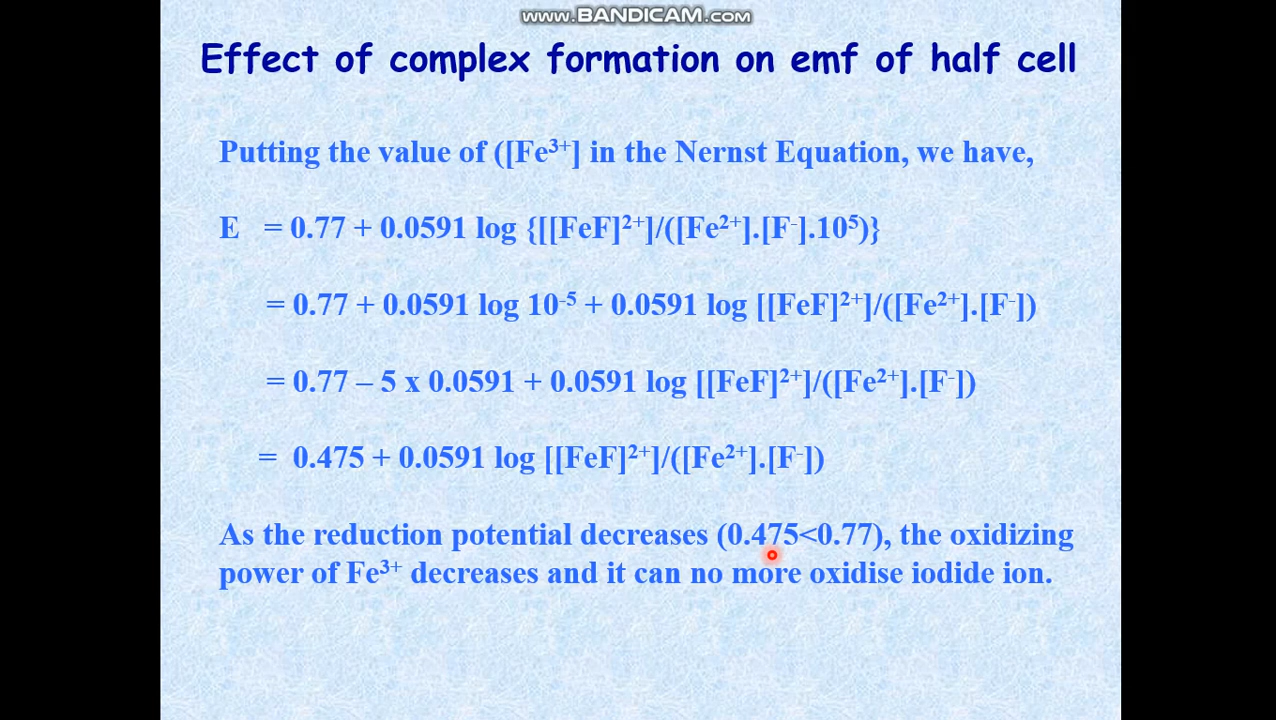 www.BANDICAM.com
Effect of complex formation on emf of half cell
Putting the value of ([Fe³⁺] in the Nernst Equation, we have,
E = 0.77 + 0.0591 log {[[FeF]²⁺]/([Fe²⁺].[F⁻].10⁵)}
= 0.77 + 0.0591 log 10⁻⁵ + 0.0591 log [[FeF]²⁺]/([Fe²⁺].[F⁻])
= 0.77 – 5 x 0.0591 + 0.0591 log [[FeF]²⁺]/([Fe²⁺].[F⁻])
= 0.475 + 0.0591 log [[FeF]²⁺]/([Fe²⁺].[F⁻])
As the reduction potential decreases (0.475<0.77), the oxidizing
power of Fe³⁺ decreases and it can no more oxidise iodide ion.